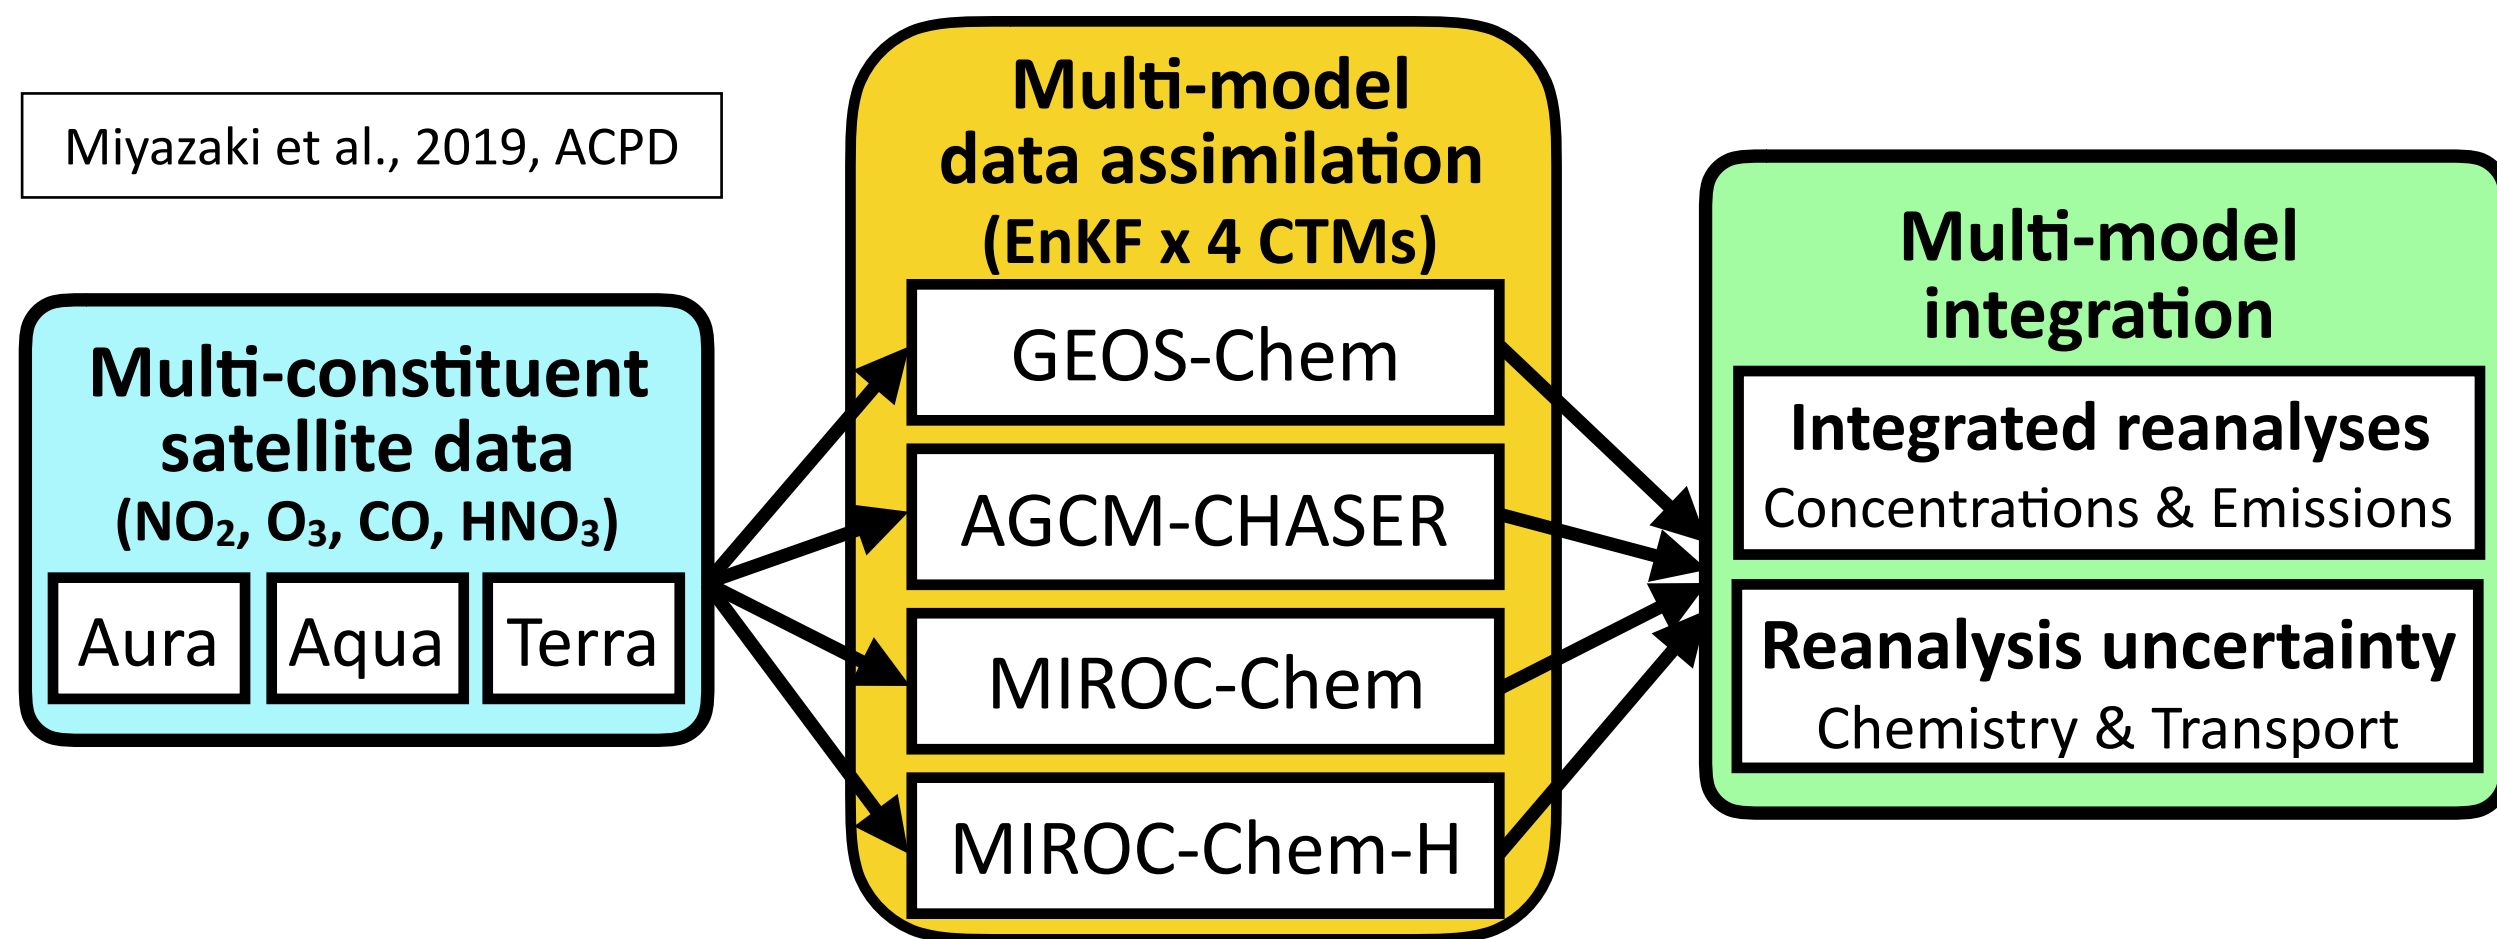 Miyazaki et al., 2019, ACPD
Multi-constituent
satellite data
(NO₂, O₃, CO, HNO₃)
Aura
Aqua
Terra
Multi-model
data assimilation
(EnKF x 4 CTMs)
GEOS-Chem
AGCM-CHASER
MIROC-Chem
MIROC-Chem-H
Multi-model
integration
Integrated reanalyses
Concentrations & Emissions
Reanalysis uncertainty
Chemistry & Transport